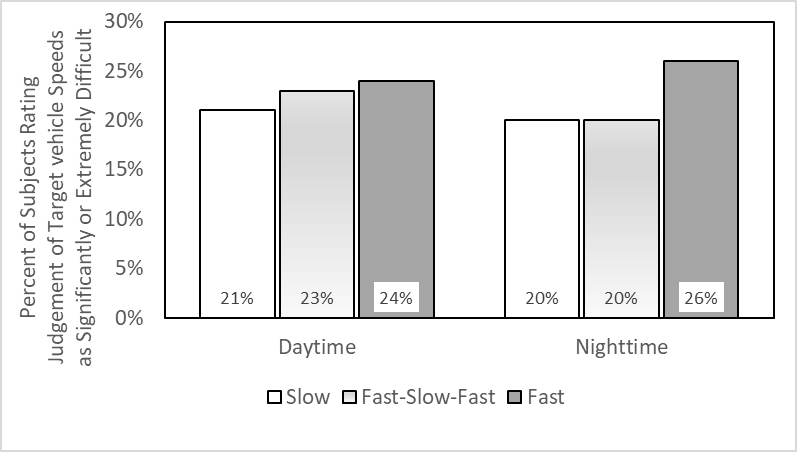 Percent of Subjects Rating
Judgement of Target vehicle Speeds
as Significantly or Extremely Difficult
30%
25%
20%
15%
10%
5%
0%
21%
23%
24%
20%
20%
26%
Daytime
Nighttime
Slow
Fast-Slow-Fast
Fast